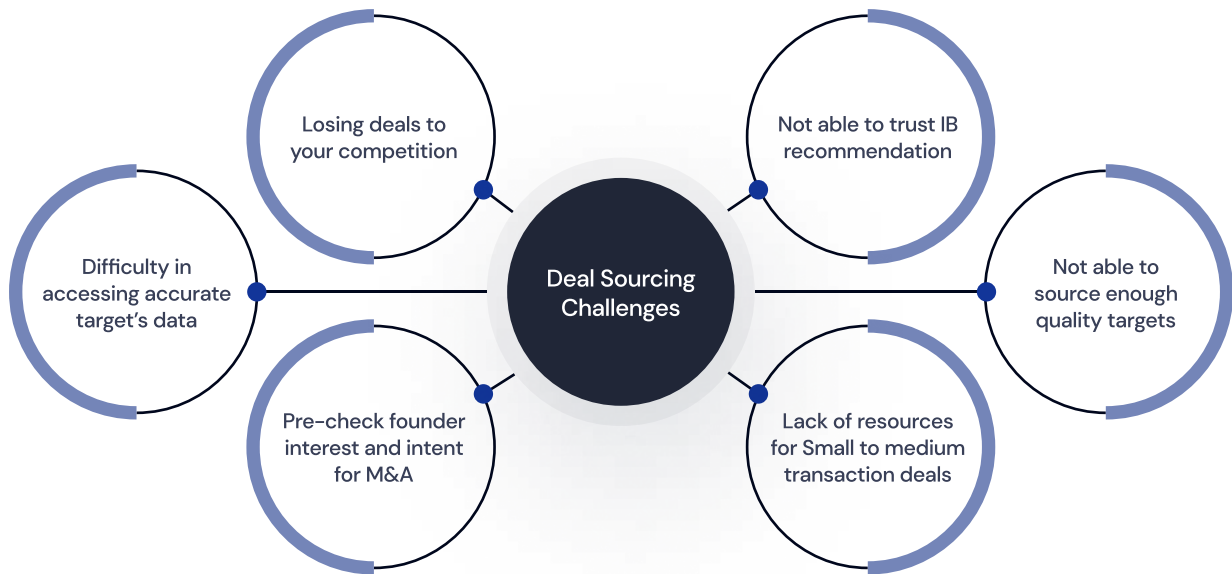 Losing deals to
your competition
Not able to trust IB
recommendation
Difficulty in
accessing accurate
target’s data
Deal Sourcing
Challenges
Not able to
source enough
quality targets
Pre-check founder
interest and intent
for M&A
Lack of resources
for Small to medium
transaction deals